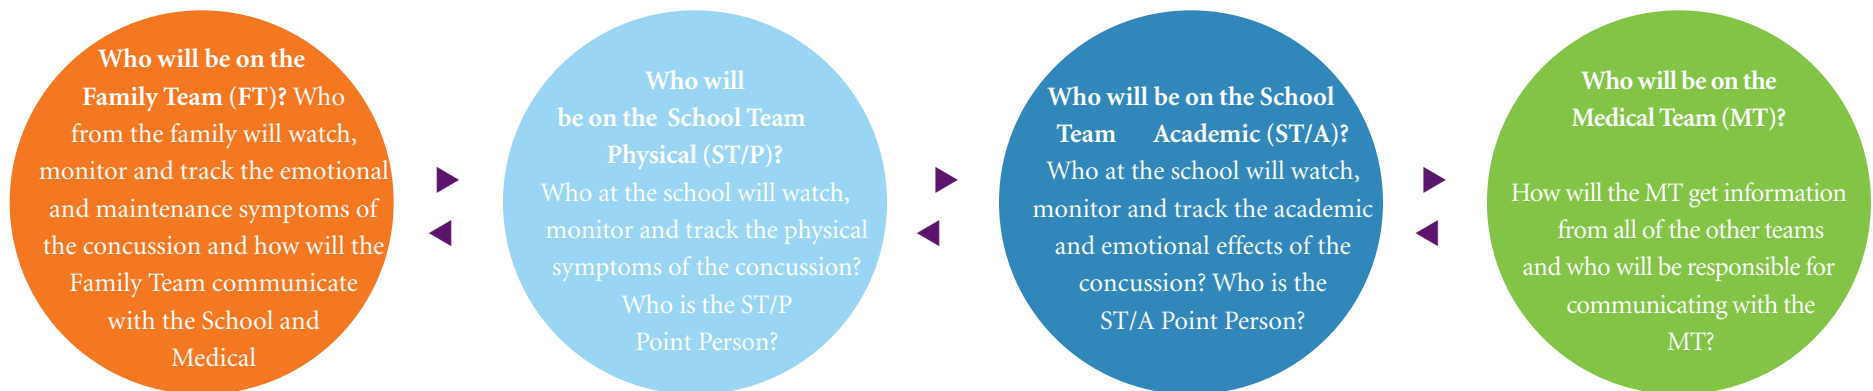 Who will be on the
Family Team (FT)? Who
from the family will watch,
monitor and track the emotional
and maintenance symptoms of
the concussion and how will the
Family Team communicate
with the School and
Medical
Who will
be on the School Team
Physical (ST/P)?
Who at the school will watch,
monitor and track the physical
symptoms of the concussion?
Who is the ST/P
Point Person?
Who will be on the School
Team Academic (ST/A)?
Who at the school will watch,
monitor and track the academic
and emotional effects of the
concussion? Who is the
ST/A Point Person?
Who will be on the
Medical Team (MT)?
How will the MT get information
from all of the other teams
and who will be responsible for
communicating with the
MT?